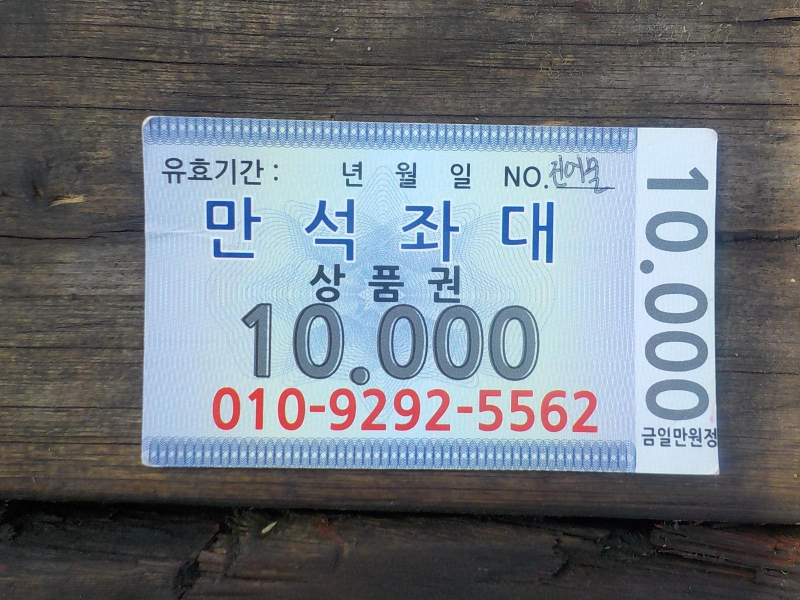 유효기간 : 년 월 일 NO.
만석좌대
상품권
10.000
010-9292-5562
10.000
금일만원정